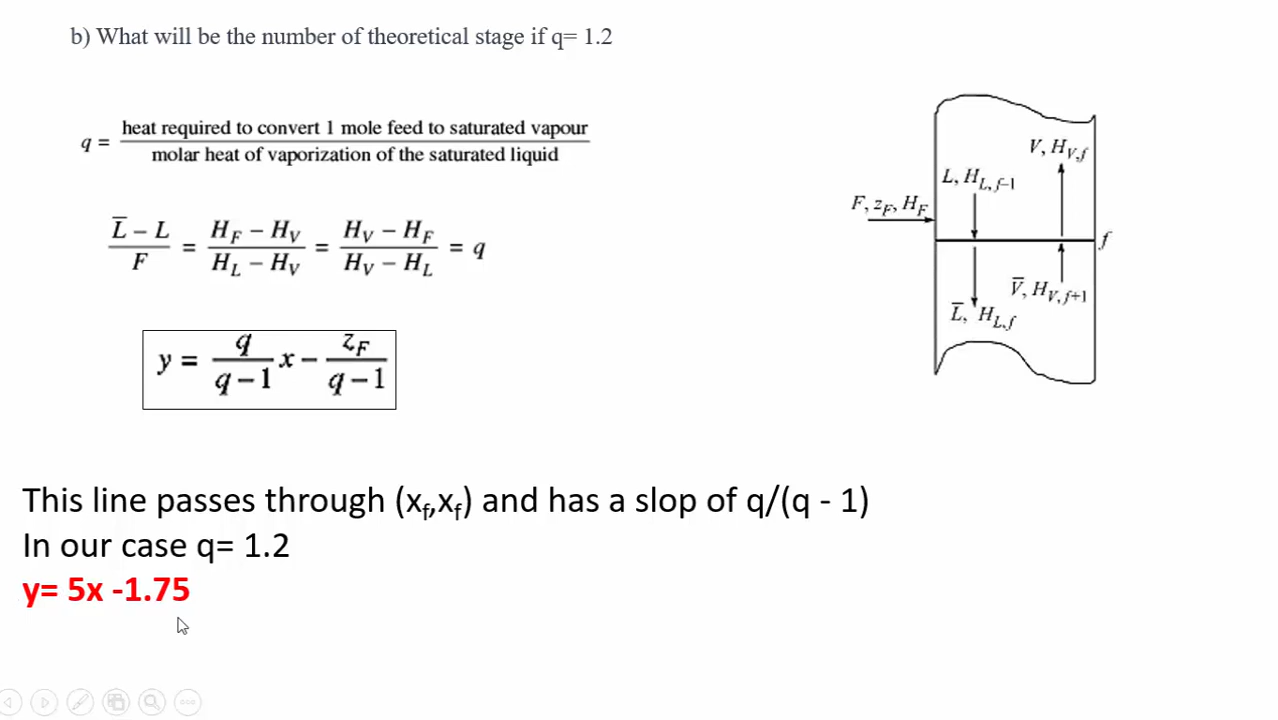 b) What will be the number of theoretical stage if q= 1.2
q = heat required to convert 1 mole feed to saturated vapour / molar heat of vaporization of the saturated liquid
(L̅ – L)/F = (H_F – H_V)/(H_L – H_V) = (H_V – H_F)/(H_V – H_L) = q
y = q/(q – 1) x – z_F/(q – 1)
V, H_V,f
L, H_L, f–1
F, z_F, H_F
f
V̅, H_V, f+1
L̅, H_L,f
This line passes through (x_f,x_f) and has a slop of q/(q - 1)
In our case q= 1.2
y= 5x -1.75